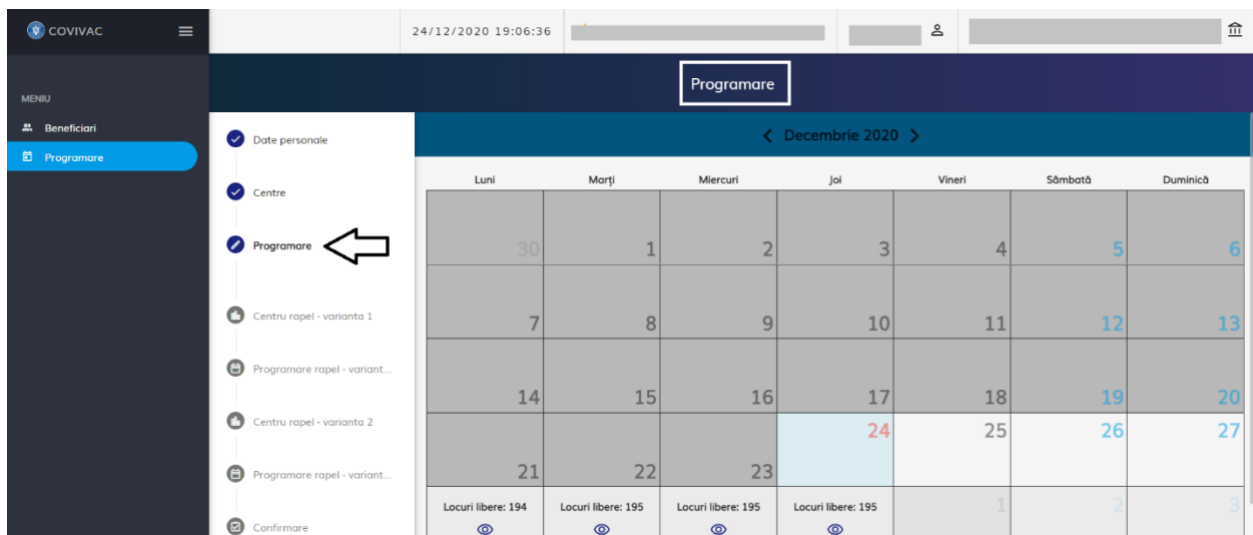 COVIVAC
24/12/2020 19:06:36
Programare
MENIU
Beneficiari
Programare
Date personale
Centre
Programare
Centru rapel - varianta 1
Programare rapel - variant...
Centru rapel - varianta 2
Programare rapel - variant...
Confirmare
Decembrie 2020
Luni Marți Miercuri Joi Vineri Sâmbată Duminică
30 1 2 3 4 5 6
7 8 9 10 11 12 13
14 15 16 17 18 19 20
21 22 23 24 25 26 27
Locuri libere: 194 Locuri libere: 195 Locuri libere: 195 Locuri libere: 195 1 2 3